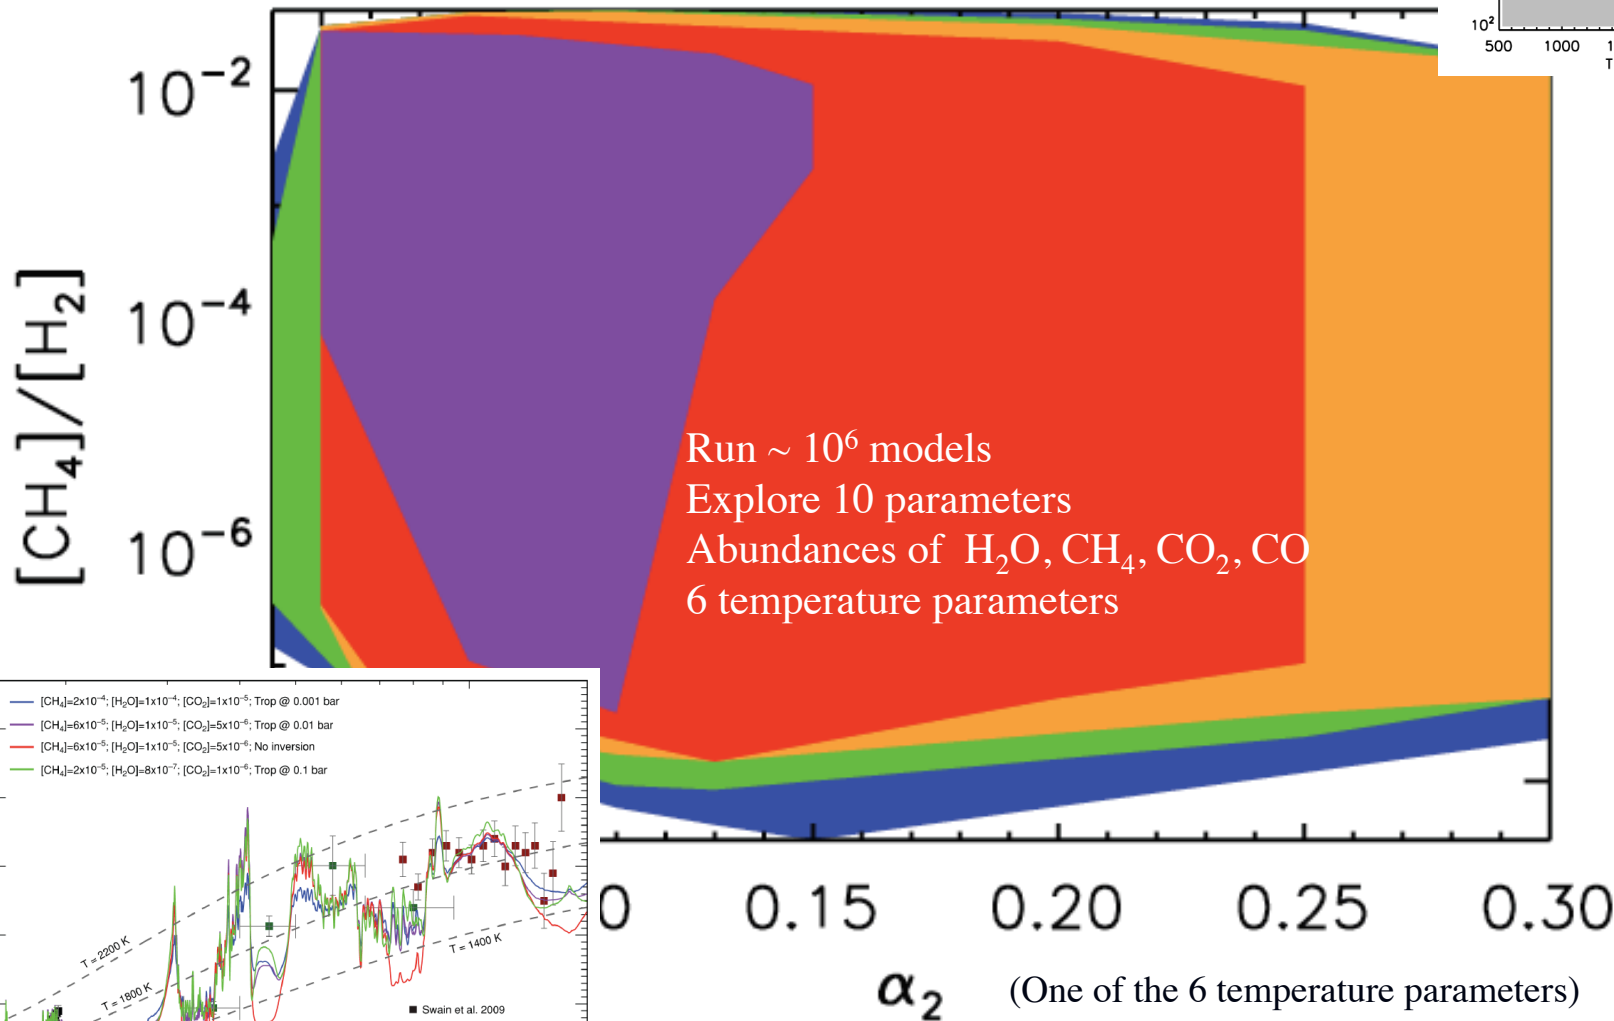 10²
500 1000 1
T
10⁻²
10⁻⁴
10⁻⁶
[CH₄]/[H₂]
Run ~ 10⁶ models
Explore 10 parameters
Abundances of H₂O, CH₄, CO₂, CO
6 temperature parameters
[CH₄]=2x10⁻⁴; [H₂O]=1x10⁻⁴; [CO₂]=1x10⁻⁵; Trop @ 0.001 bar
[CH₄]=6x10⁻⁵; [H₂O]=1x10⁻⁵; [CO₂]=5x10⁻⁶; Trop @ 0.01 bar
[CH₄]=6x10⁻⁵; [H₂O]=1x10⁻⁵; [CO₂]=5x10⁻⁶; No inversion
[CH₄]=2x10⁻⁵; [H₂O]=8x10⁻⁷; [CO₂]=1x10⁻⁶; Trop @ 0.1 bar
T = 2200 K
T = 1800 K
T = 1400 K
Swain et al. 2009
0 0.15 0.20 0.25 0.30
α₂ (One of the 6 temperature parameters)